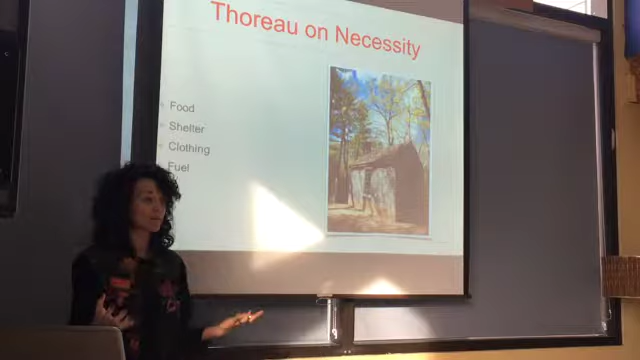 Thoreau on Necessity
Food
Shelter
Clothing
Fuel